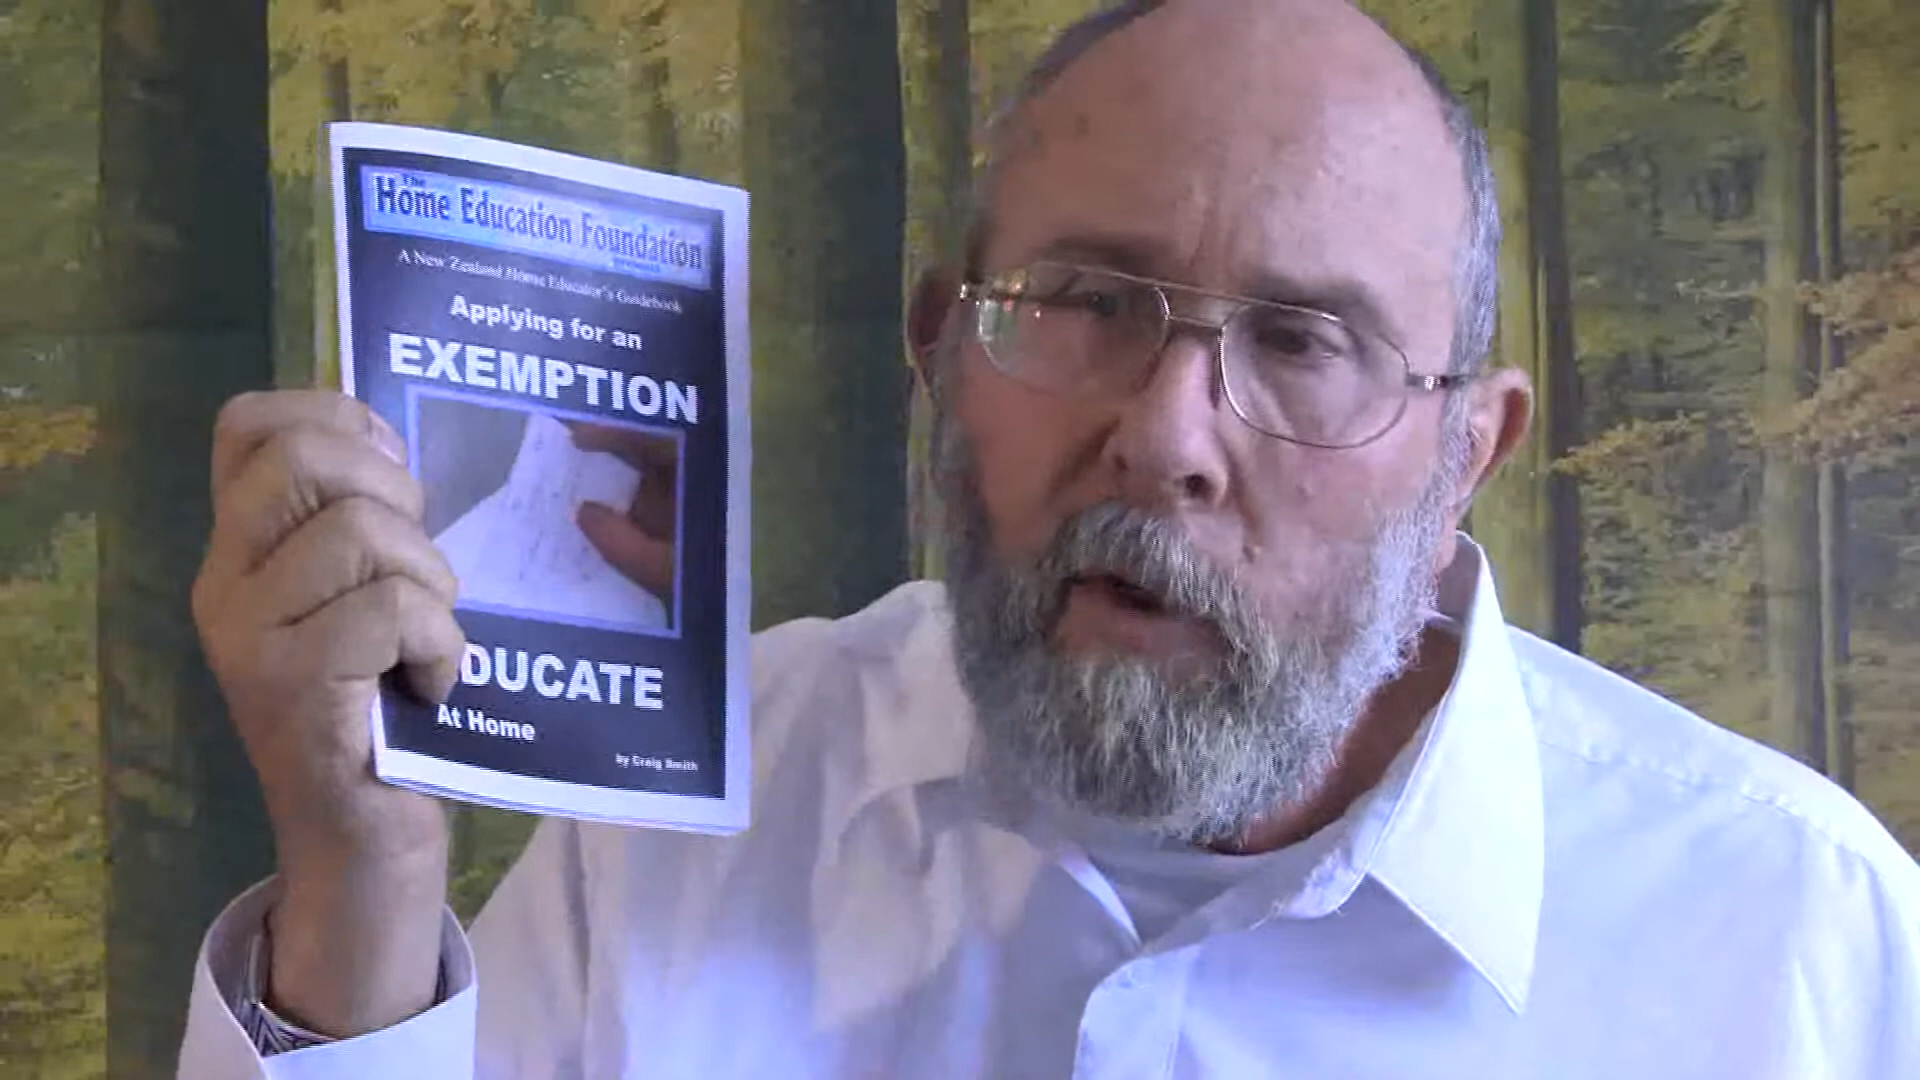 The
Home Education Foundation
A New Zealand Home Educator's Guidebook
Applying for an
EXEMPTION
DUCATE
At Home
by Craig Smith